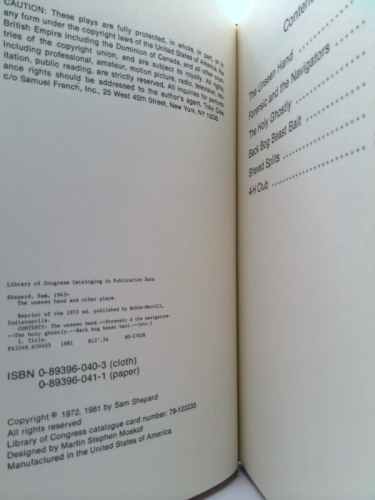 CAUTION: These plays are fully protected, in whole, in part, or in
any form under the copyright laws of the United States of America, the
British Empire including the Dominion of Canada, and all other coun-
tries of the copyright union, and are subject to royalty. All rights,
including professional, amateur, motion picture, radio, television, rec-
itation, public reading, are strictly reserved. All inquiries for perform-
ance rights should be addressed to the author's agent, Toby Cole,
c/o Samuel French, Inc., 25 West 45th Street, New York, NY 10036
Library of Congress Cataloging in Publication Data
Shepard, Sam, 1943-
The unseen hand and other plays.
Reprint of the 1972 ed. published by Bobbs-Merrill,
Indianapolis.
CONTENTS: The unseen hand.--Forensic & the navigators.
--The holy ghostly.--Back bog beast bait.--[etc.]
I. Title.
1981
ISBN 0-89396-040-3 (cloth)
0-89396-041-1 (paper)
Copyright © 1972, 1981 by Sam Shepard
All rights reserved
Library of Congress catalogue card number: 79-123233
Designed by Martin Stephen Moskof
Manufactured in the United States of America
The Unseen Hand
Forensic and the Navigators
The Holy Ghostly
Back Bog Beast Bait
Shaved Splits
4-H Club